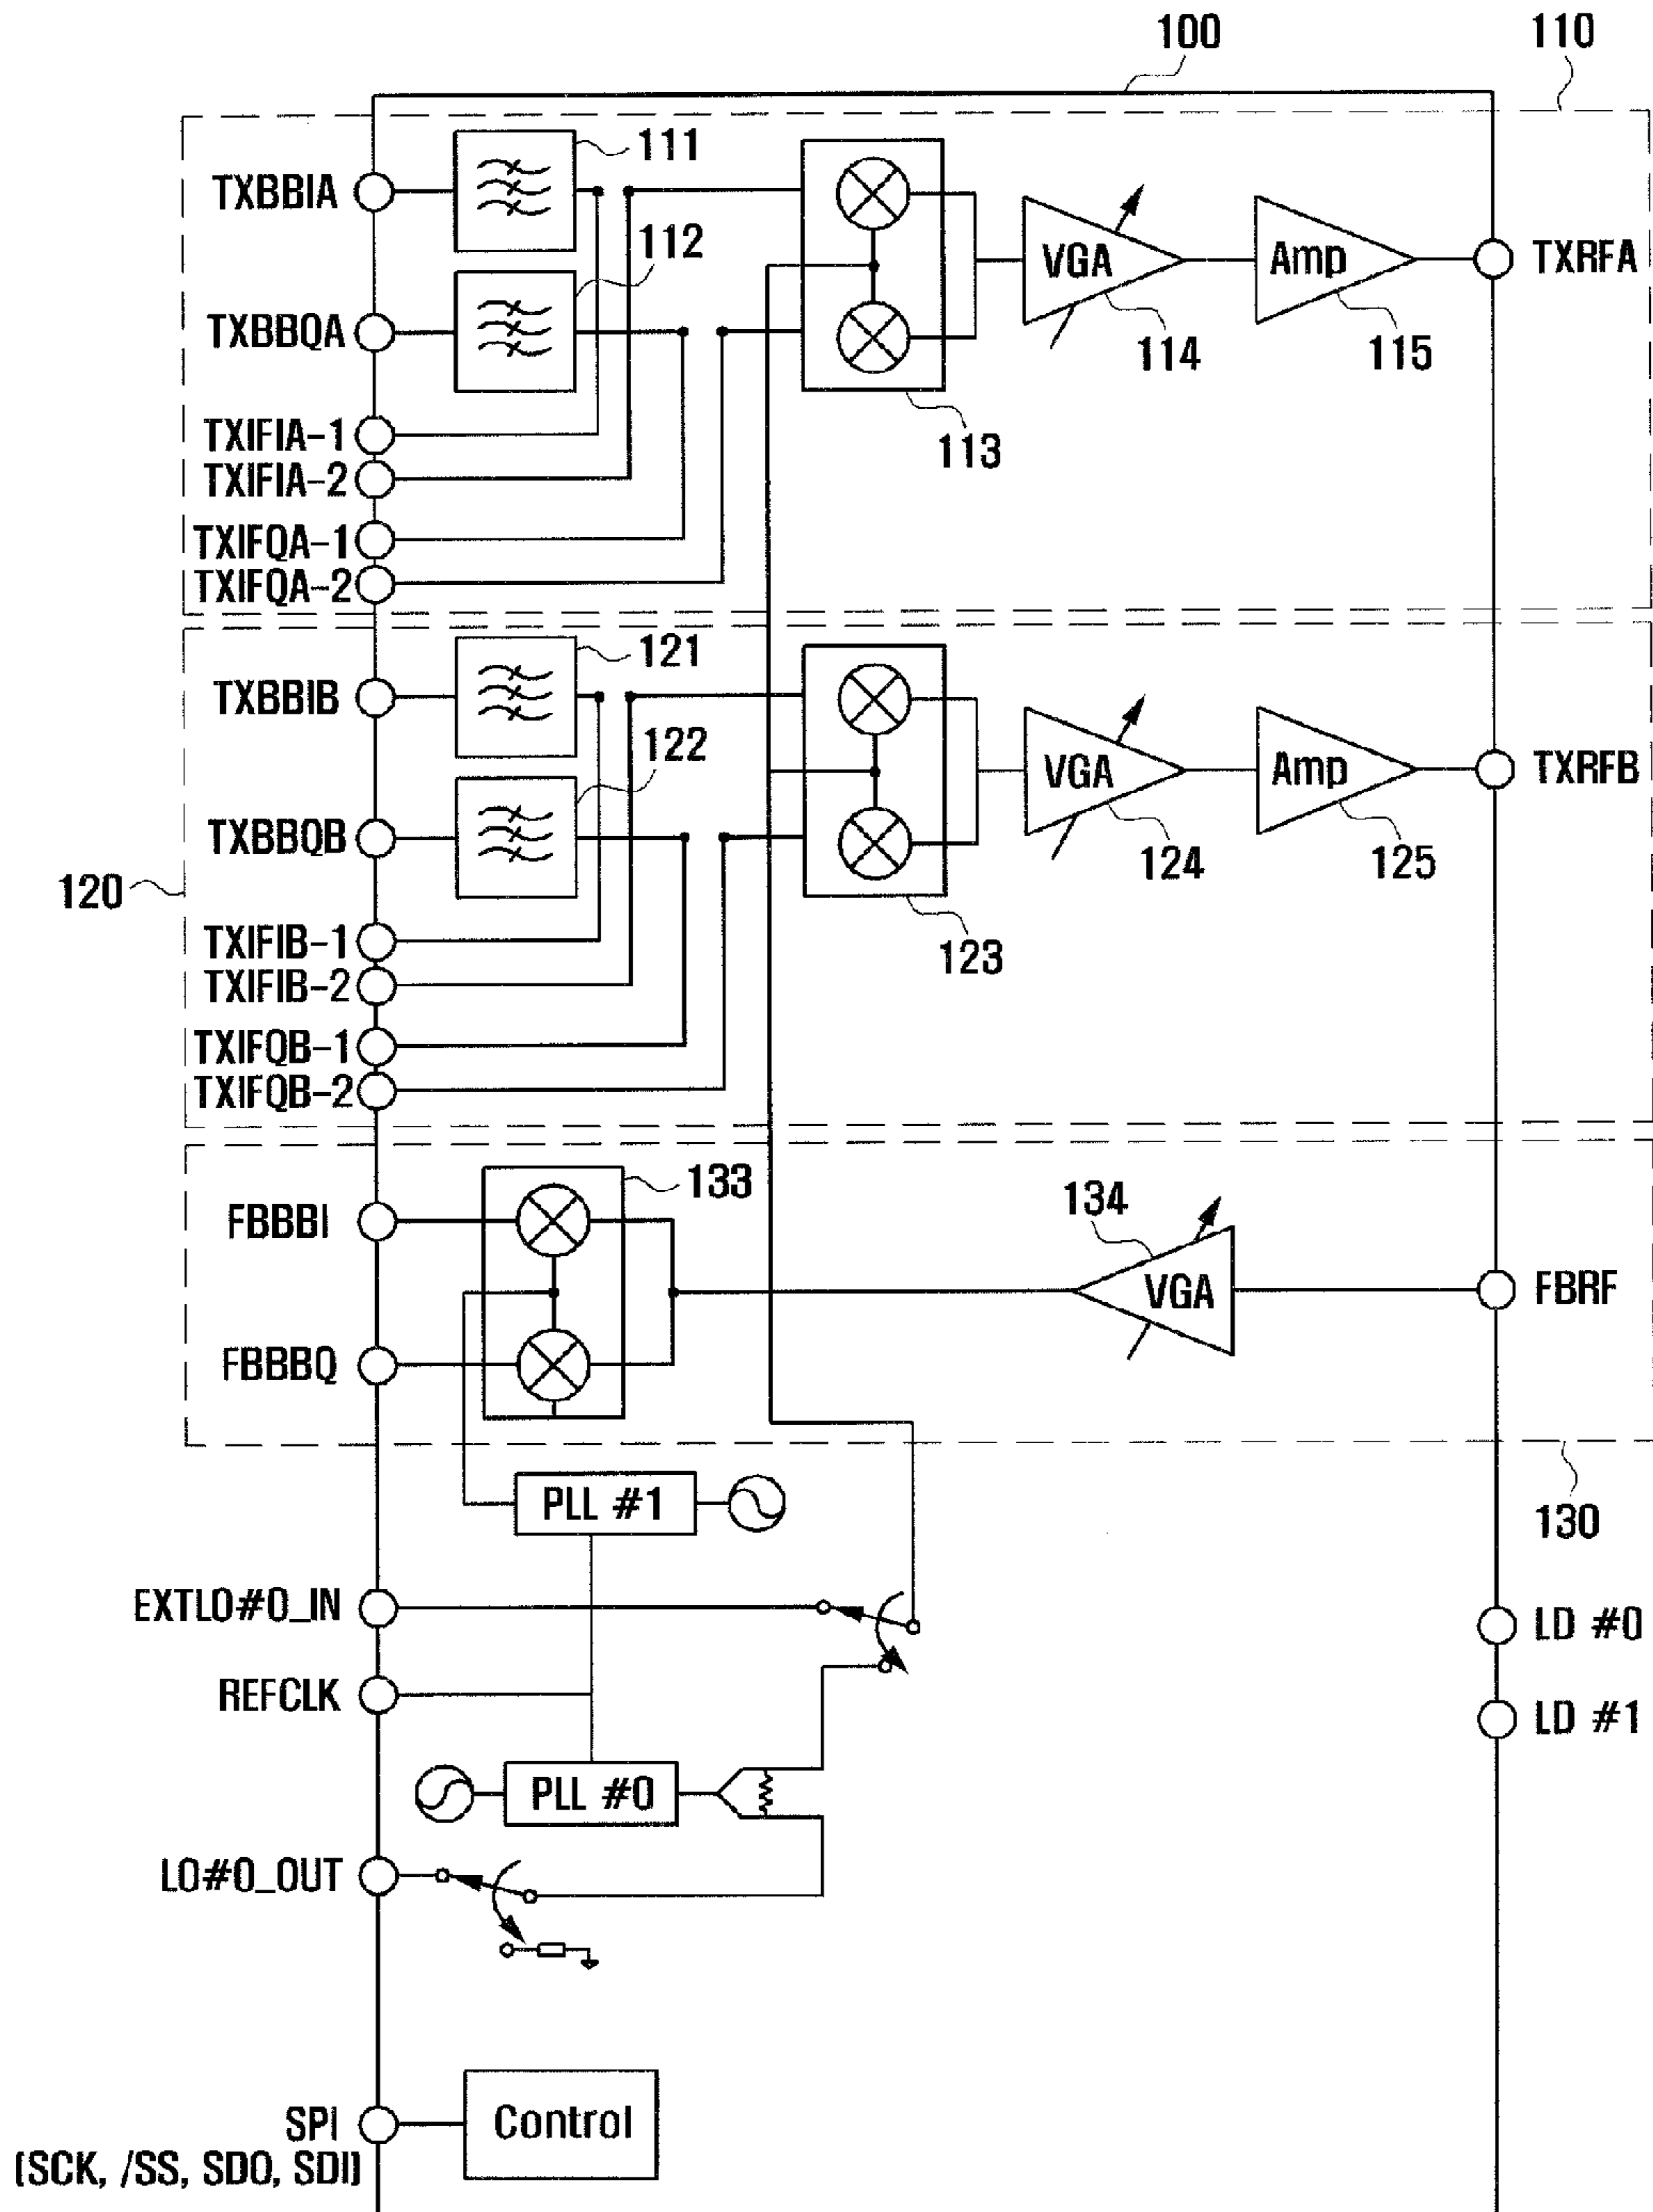 100
110
111
TXBBIA
112
VGA
Amp
TXRFA
TXBBQA
114
115
113
TXIFIA-1
TXIFIA-2
TXIFQA-1
TXIFQA-2
121
TXBBIB
122
VGA
Amp
TXRFB
TXBBQB
124
125
120
123
TXIFIB-1
TXIFIB-2
TXIFQB-1
TXIFQB-2
133
134
FBBBI
VGA
FBRF
FBBBQ
PLL #1
130
EXTLO#0_IN
LD #0
REFCLK
LD #1
PLL #0
LO#0_OUT
SPI
Control
(SCK, /SS, SDO, SDI)